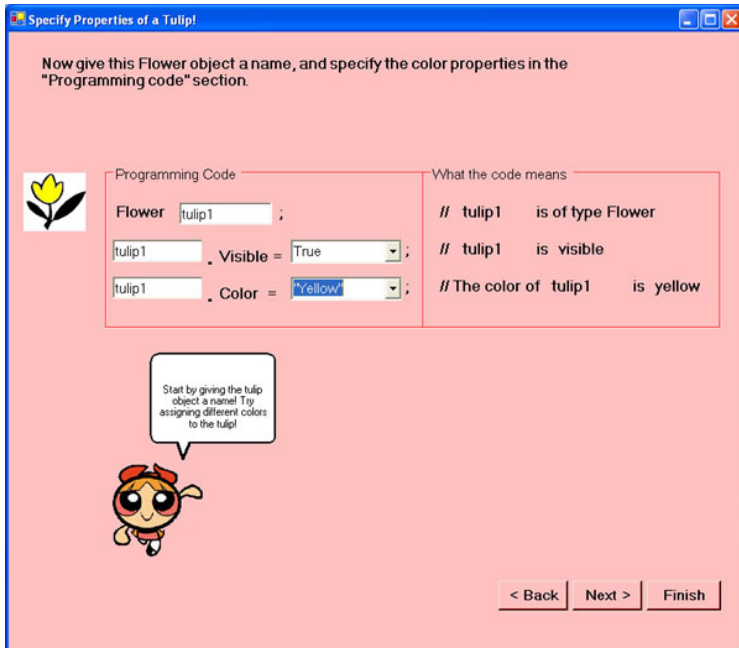 Specify Properties of a Tulip!
Now give this Flower object a name, and specify the color properties in the
"Programming code" section.
Programming Code
Flower tulip1 ;
tulip1 . Visible = True ;
tulip1 . Color = "Yellow" ;
What the code means
// tulip1 is of type Flower
// tulip1 is visible
// The color of tulip1 is yellow
Start by giving the tulip
object a name! Try
assigning different colors
to the tulip!
< Back Next > Finish